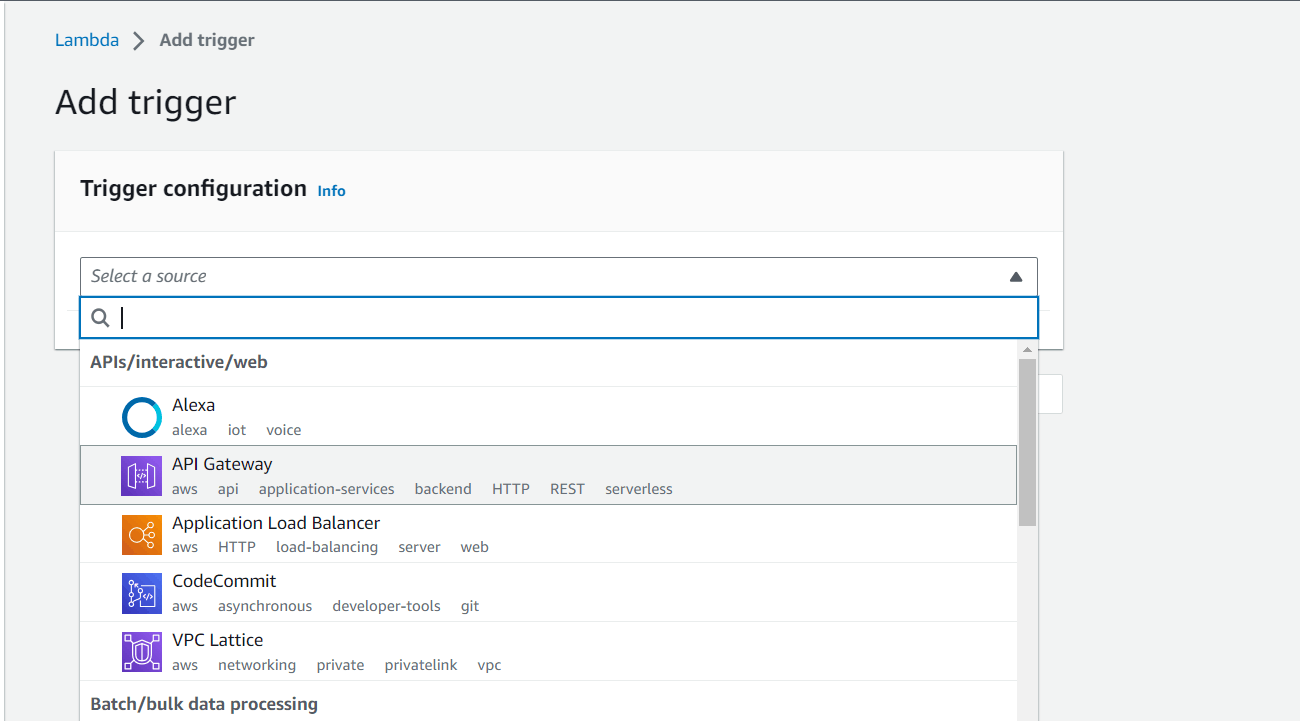 Lambda > Add trigger
Add trigger
Trigger configuration Info
Select a source
APIs/interactive/web
Alexa
alexa iot voice
API Gateway
aws api application-services backend HTTP REST serverless
Application Load Balancer
aws HTTP load-balancing server web
CodeCommit
aws asynchronous developer-tools git
VPC Lattice
aws networking private privatelink vpc
Batch/bulk data processing